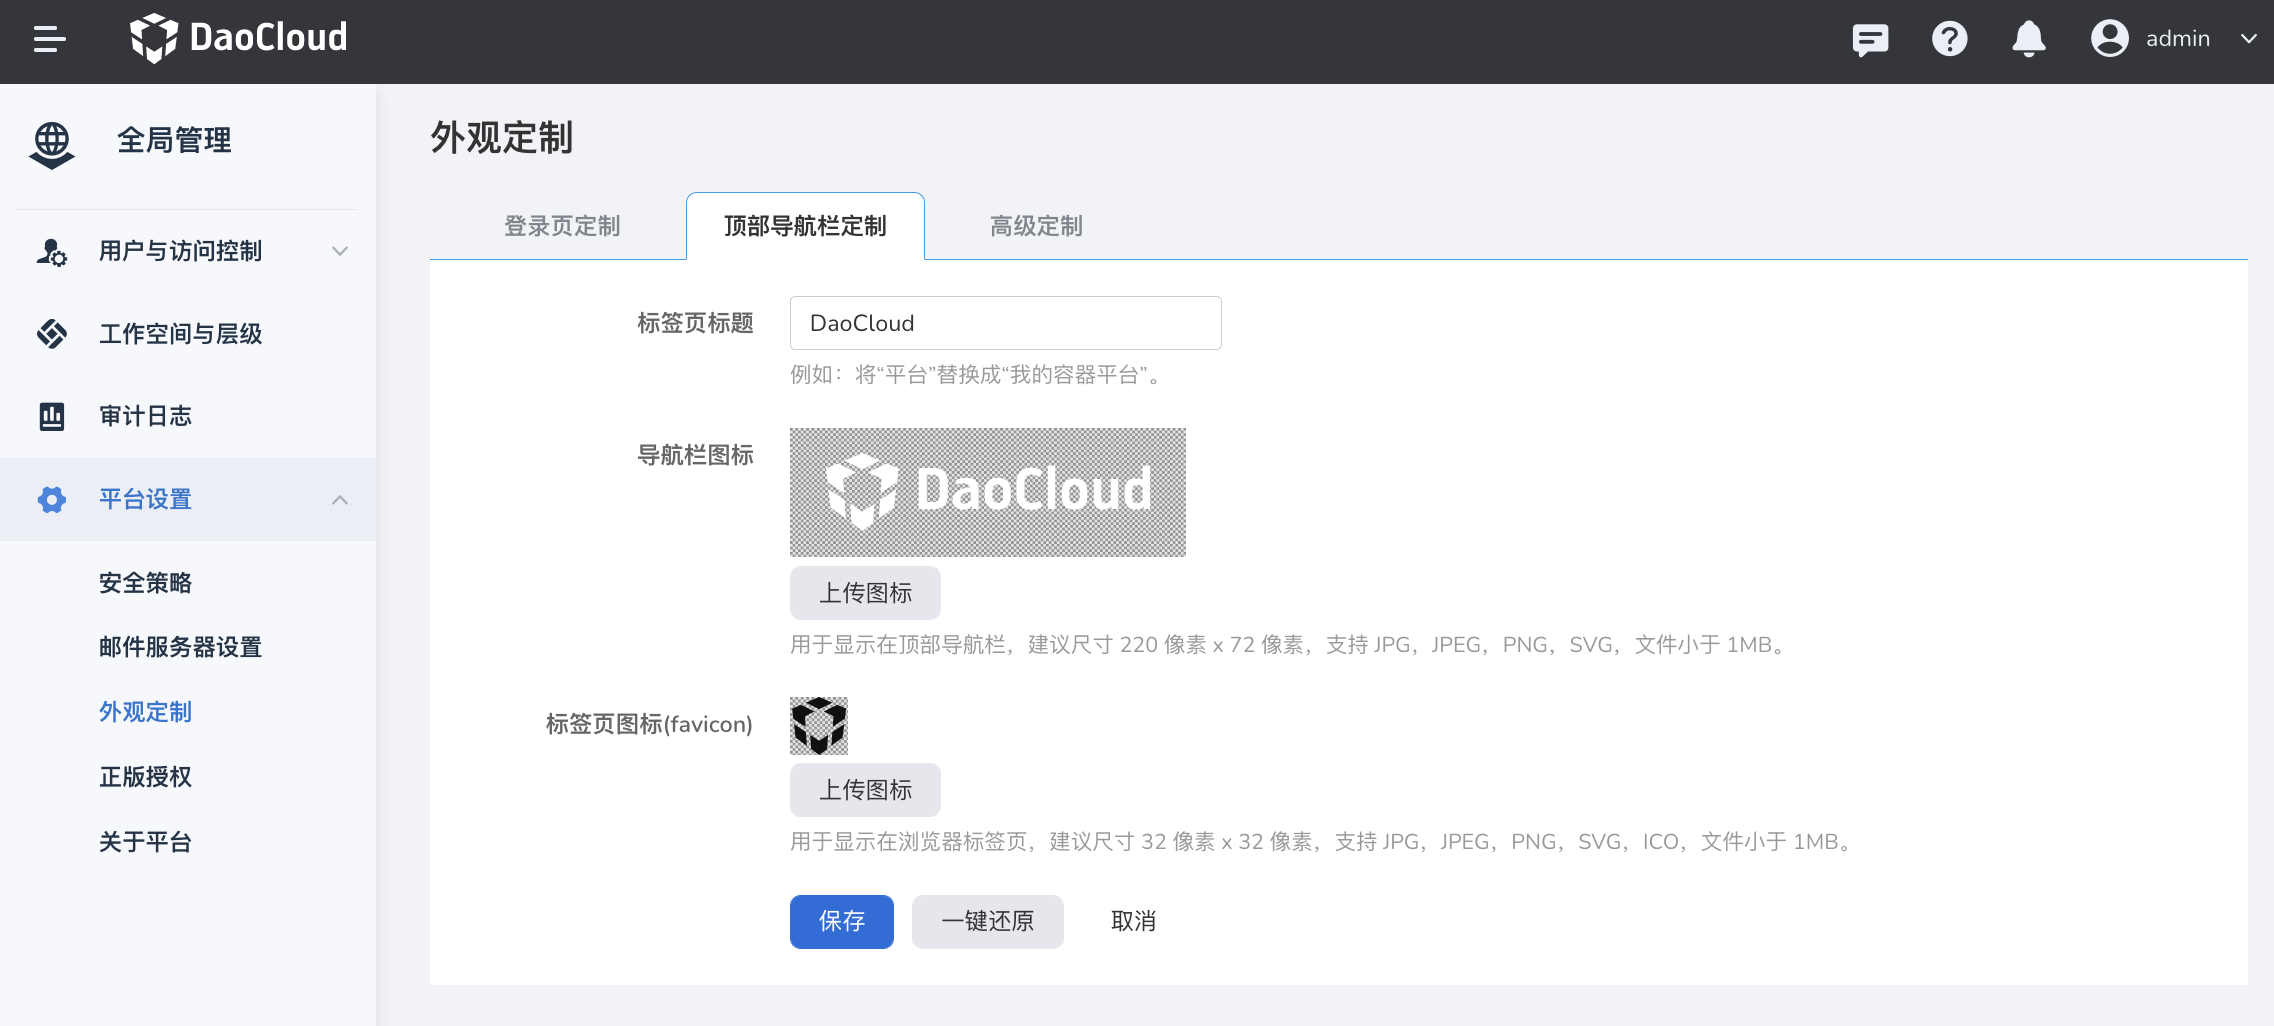 DaoCloud
admin
全局管理
用户与访问控制
工作空间与层级
审计日志
平台设置
安全策略
邮件服务器设置
外观定制
正版授权
关于平台
外观定制
登录页定制
顶部导航栏定制
高级定制
标签页标题
DaoCloud
例如：将“平台”替换成“我的容器平台”。
导航栏图标
DaoCloud
上传图标
用于显示在顶部导航栏，建议尺寸 220 像素 x 72 像素，支持 JPG，JPEG，PNG，SVG，文件小于 1MB。
标签页图标(favicon)
上传图标
用于显示在浏览器标签页，建议尺寸 32 像素 x 32 像素，支持 JPG，JPEG，PNG，SVG，ICO，文件小于 1MB。
保存
一键还原
取消